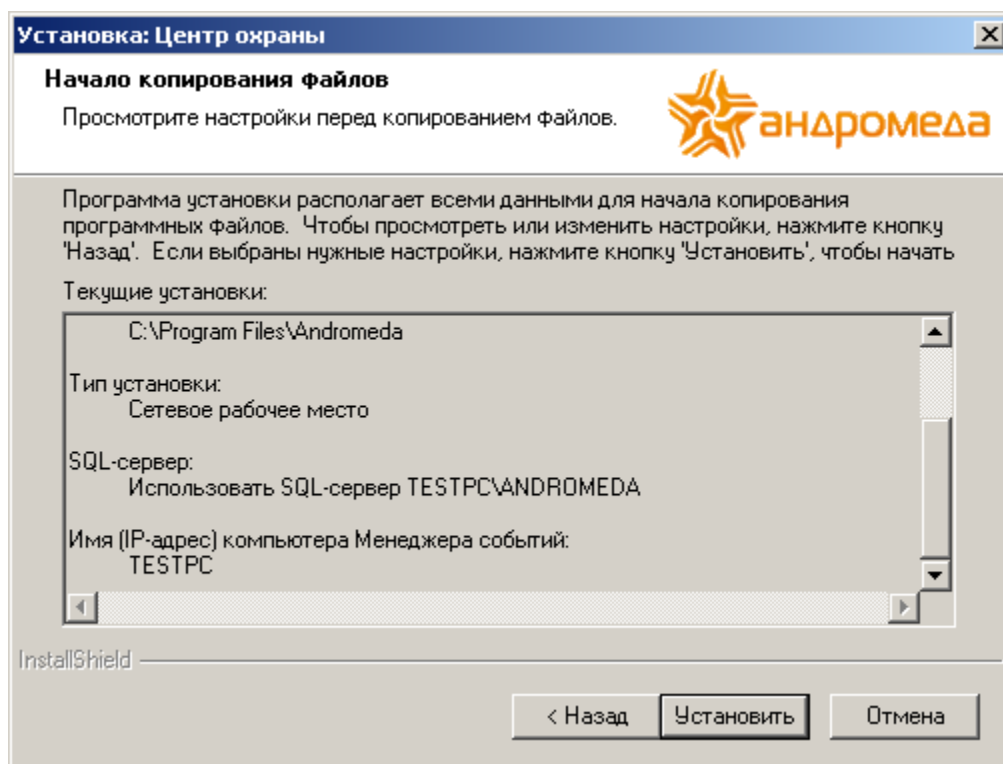 Установка: Центр охраны
Начало копирования файлов
Просмотрите настройки перед копированием файлов.
андромеда
Программа установки располагает всеми данными для начала копирования
программных файлов.  Чтобы просмотреть или изменить настройки, нажмите кнопку
'Назад'.  Если выбраны нужные настройки, нажмите кнопку 'Установить', чтобы начать
Текущие установки:
C:\Program Files\Andromeda
Тип установки:
Сетевое рабочее место
SQL-сервер:
Использовать SQL-сервер TESTPC\ANDROMEDA
Имя (IP-адрес) компьютера Менеджера событий:
TESTPC
InstallShield
< Назад
Установить
Отмена